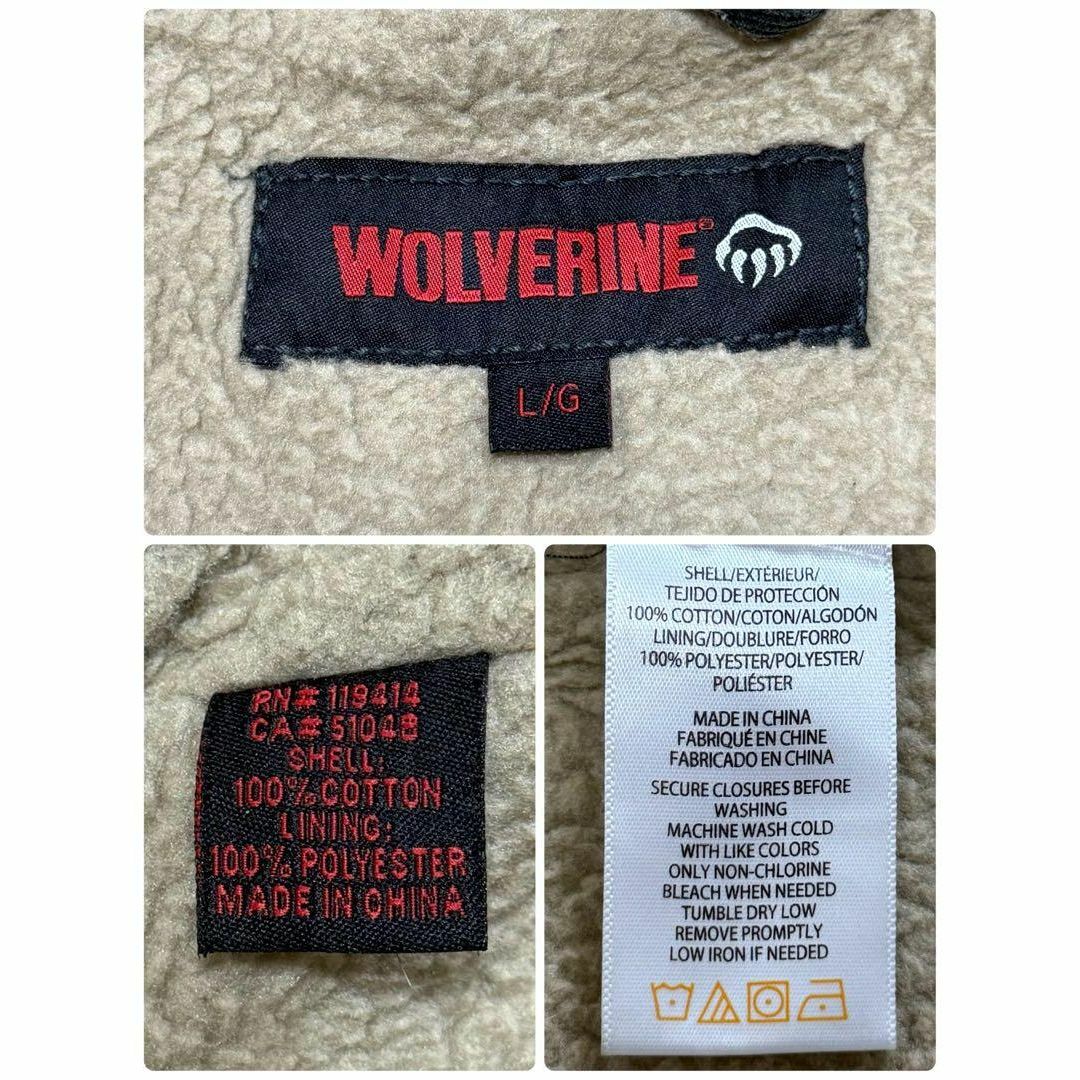 WOLVERINE®
L/G
RN# 119414
CA# 51048
SHELL:
100% COTTON
LINING:
100% POLYESTER
MADE IN CHINA
SHELL/EXTÉRIEUR/
TEJIDO DE PROTECCIÓN
100% COTTON/COTON/ALGODÓN
LINING/DOUBLURE/FORRO
100% POLYESTER/POLYESTER/
POLIÉSTER
MADE IN CHINA
FABRIQUÉ EN CHINE
FABRICADO EN CHINA
SECURE CLOSURES BEFORE
WASHING
MACHINE WASH COLD
WITH LIKE COLORS
ONLY NON-CHLORINE
BLEACH WHEN NEEDED
TUMBLE DRY LOW
REMOVE PROMPTLY
LOW IRON IF NEEDED